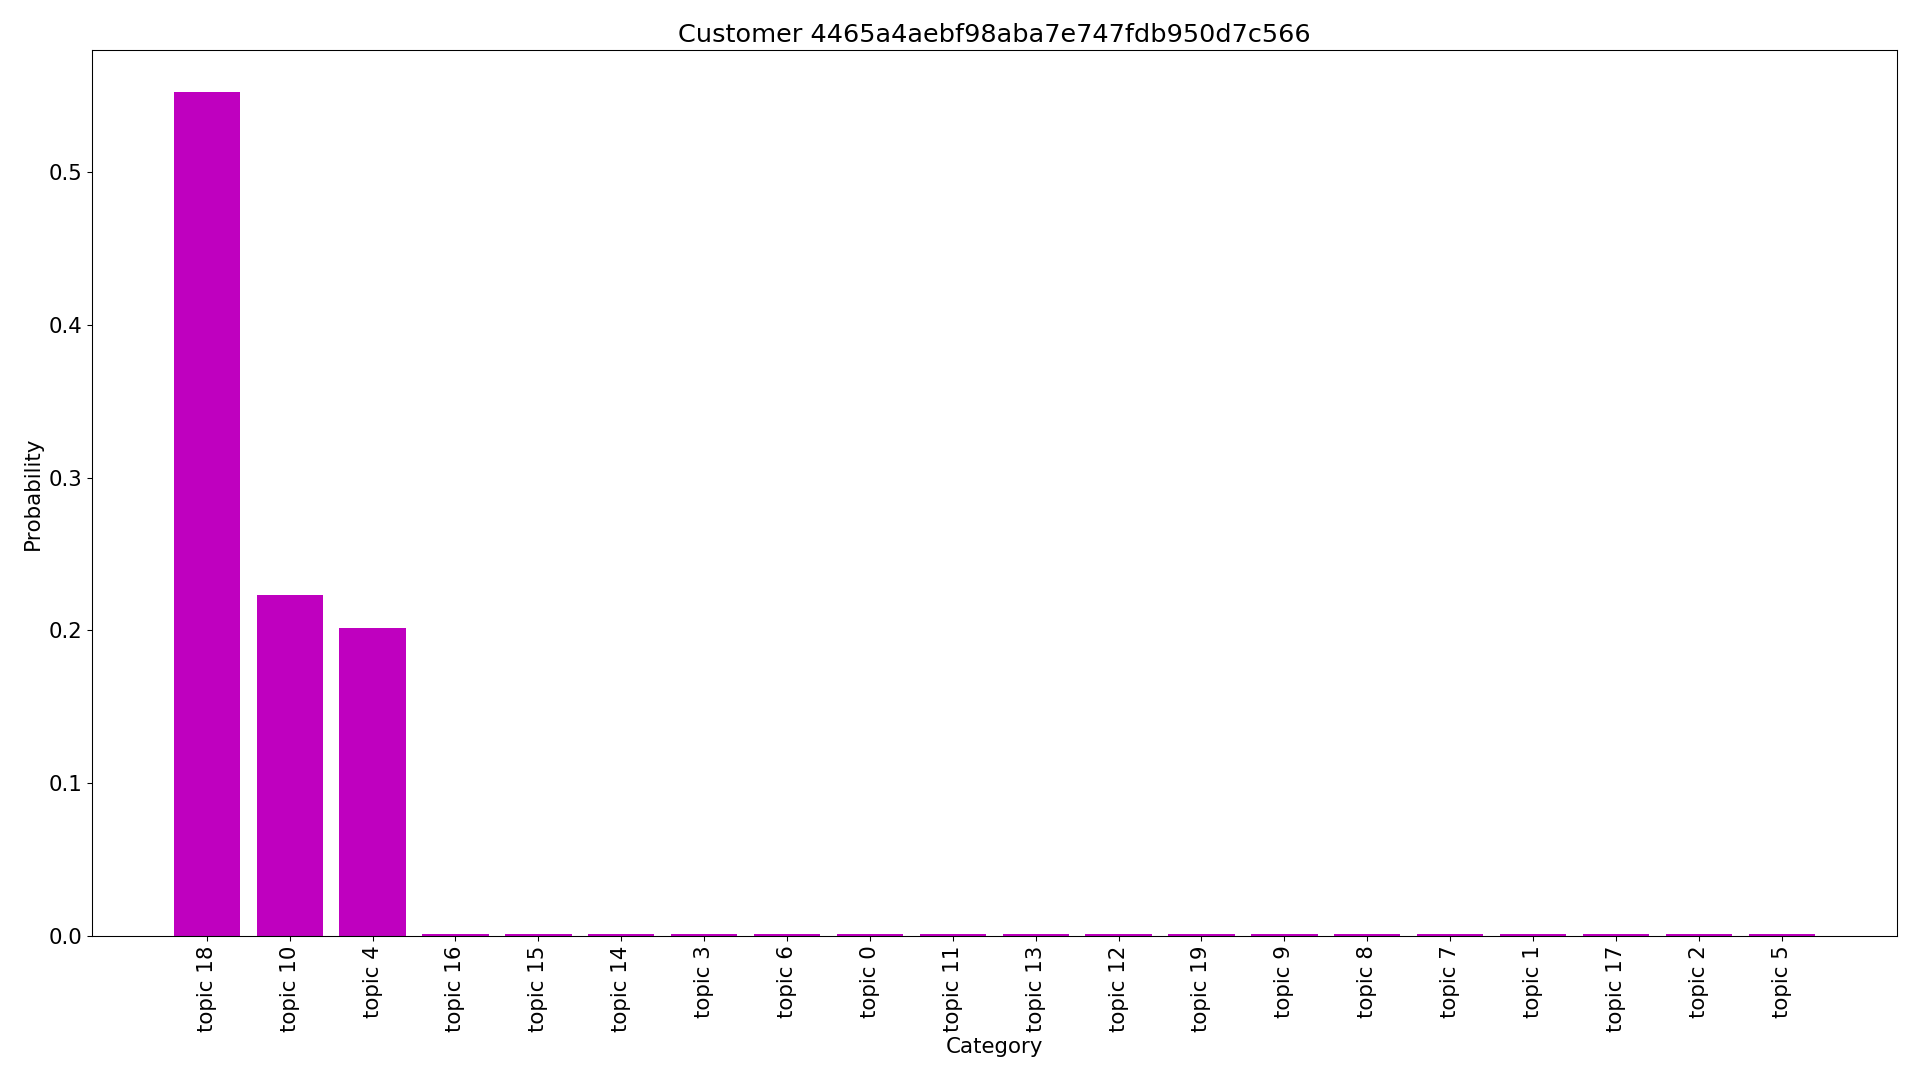 Customer 4465a4aebf98aba7e747fdb950d7c566
Probability
0.5
0.4
0.3
0.2
0.1
0.0
topic 18
topic 10
topic 4
topic 16
topic 15
topic 14
topic 3
topic 6
topic 0
topic 11
topic 13
topic 12
topic 19
topic 9
topic 8
topic 7
topic 1
topic 17
topic 2
topic 5
Category